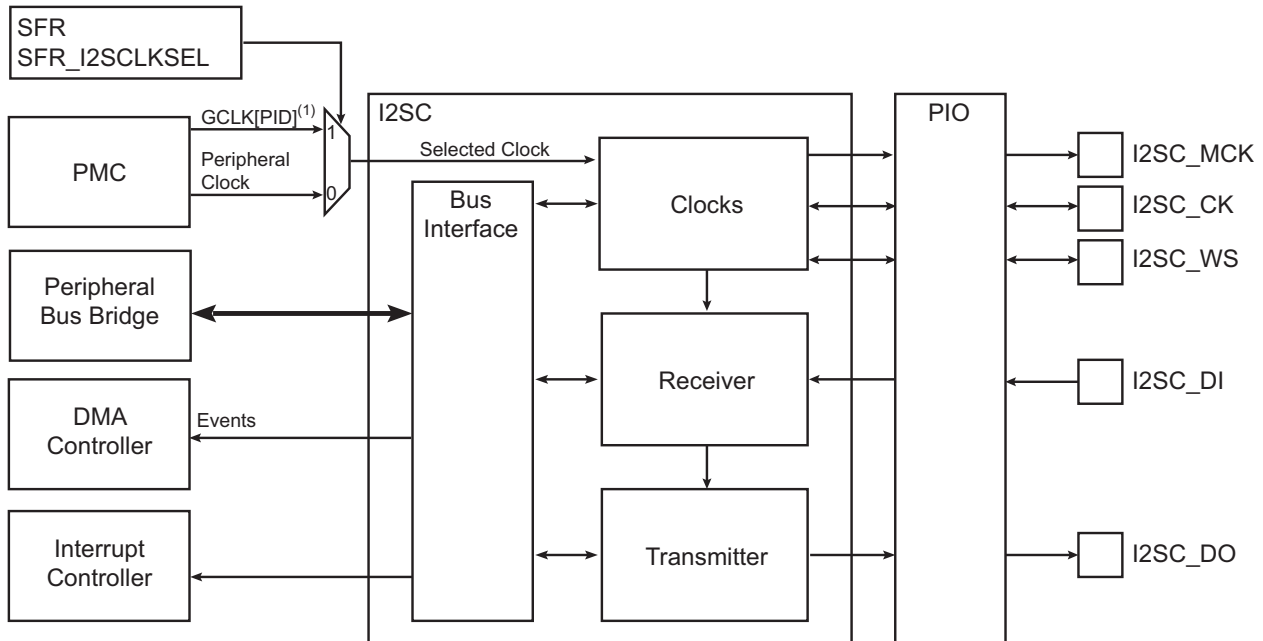 SFR
SFR_I2SCLKSEL
PMC
GCLK[PID](1)
Peripheral
Clock
1
0
I2SC
Selected Clock
Bus
Interface
Clocks
PIO
I2SC_MCK
I2SC_CK
I2SC_WS
Peripheral
Bus Bridge
Receiver
I2SC_DI
DMA
Controller
Events
Interrupt
Controller
Transmitter
I2SC_DO